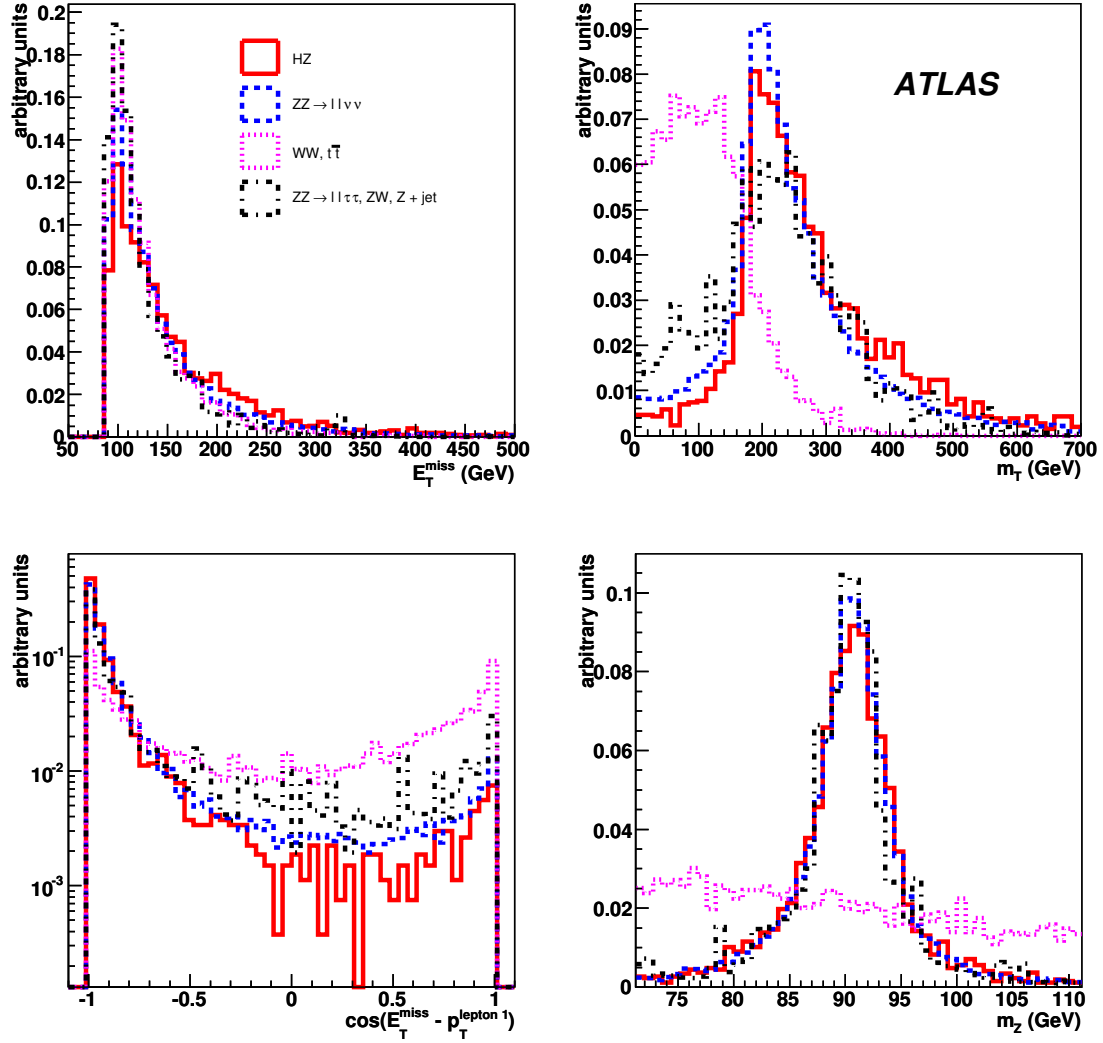 arbitrary units
0.2
0.18
0.16
0.14
0.12
0.1
0.08
0.06
0.04
0.02
0
50 100 150 200 250 300 350 400 450 500
E_T^miss (GeV)
HZ
ZZ → l l ν ν
WW, t t̅
ZZ → l l τ τ, ZW, Z + jet
arbitrary units
0.09
0.08
0.07
0.06
0.05
0.04
0.03
0.02
0.01
0
0 100 200 300 400 500 600 700
m_T (GeV)
ATLAS
arbitrary units
10^-1
10^-2
10^-3
-1 -0.5 0 0.5 1
cos(E_T^miss - p_T^lepton 1)
arbitrary units
0.1
0.08
0.06
0.04
0.02
0
75 80 85 90 95 100 105 110
m_Z (GeV)